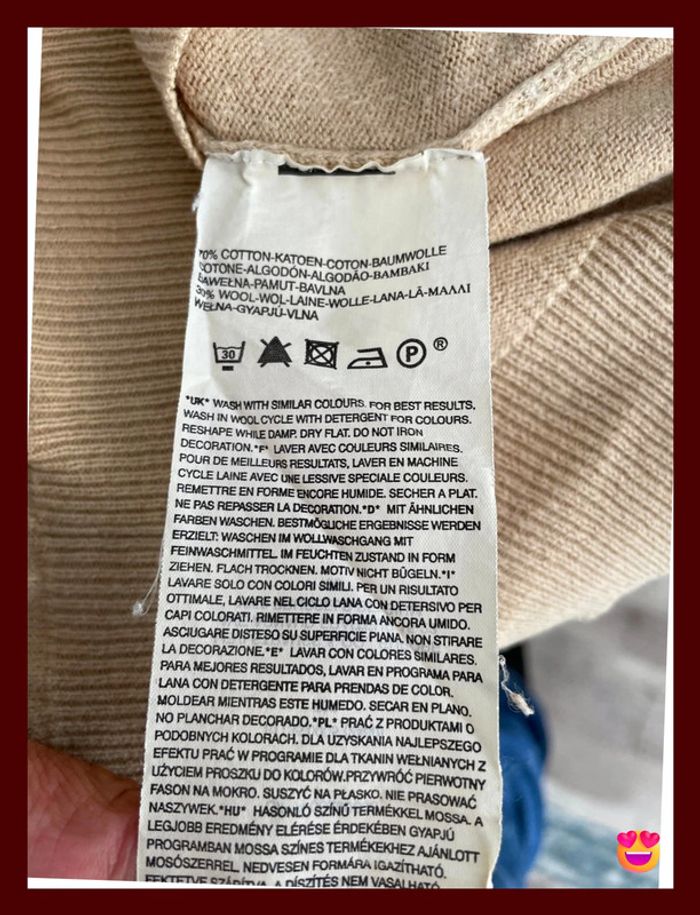 70% COTTON-KATOEN-COTON-BAUMWOLLE
COTONE-ALGODÓN-ALGODÃO-ΒΑΜΒΑΚΙ
BAWEŁNA-PAMUT-BAVLNA
30% WOOL-WOL-LAINE-WOLLE-LANA-LÃ-ΜΑΛΛΙ
WEŁNA-GYAPJÚ-VLNA
30 P ®
*UK* WASH WITH SIMILAR COLOURS. FOR BEST RESULTS,
WASH IN WOOL CYCLE WITH DETERGENT FOR COLOURS.
RESHAPE WHILE DAMP. DRY FLAT. DO NOT IRON
DECORATION.*F* LAVER AVEC COULEURS SIMILAIRES.
POUR DE MEILLEURS RESULTATS, LAVER EN MACHINE
CYCLE LAINE AVEC UNE LESSIVE SPECIALE COULEURS.
REMETTRE EN FORME ENCORE HUMIDE. SECHER A PLAT.
NE PAS REPASSER LA DECORATION.*D* MIT ÄHNLICHEN
FARBEN WASCHEN. BESTMÖGLICHE ERGEBNISSE WERDEN
ERZIELT: WASCHEN IM WOLLWASCHGANG MIT
FEINWASCHMITTEL. IM FEUCHTEN ZUSTAND IN FORM
ZIEHEN. FLACH TROCKNEN. MOTIV NICHT BÜGELN.*I*
LAVARE SOLO CON COLORI SIMILI. PER UN RISULTATO
OTTIMALE, LAVARE NEL CICLO LANA CON DETERSIVO PER
CAPI COLORATI. RIMETTERE IN FORMA ANCORA UMIDO.
ASCIUGARE DISTESO SU SUPERFICIE PIANA. NON STIRARE
LA DECORAZIONE.*E* LAVAR CON COLORES SIMILARES.
PARA MEJORES RESULTADOS, LAVAR EN PROGRAMA PARA
LANA CON DETERGENTE PARA PRENDAS DE COLOR.
MOLDEAR MIENTRAS ESTE HUMEDO. SECAR EN PLANO.
NO PLANCHAR DECORADO.*PL* PRAĆ Z PRODUKTAMI O
PODOBNYCH KOLORACH. DLA UZYSKANIA NAJLEPSZEGO
EFEKTU PRAĆ W PROGRAMIE DLA TKANIN WEŁNIANYCH Z
UŻYCIEM PROSZKU DO KOLORÓW.PRZYWRÓĆ PIERWOTNY
FASON NA MOKRO. SUSZYĆ NA PŁASKO. NIE PRASOWAĆ
NASZYWEK.*HU* HASONLÓ SZÍNŰ TERMÉKKEL MOSSA. A
LEGJOBB EREDMÉNY ELÉRÉSE ÉRDEKÉBEN GYAPJÚ
PROGRAMBAN MOSSA SZÍNES TERMÉKEKHEZ AJÁNLOTT
MOSÓSZERREL. NEDVESEN FORMÁRA IGAZÍTHATÓ.
FEKTETVE SZÁRÍTVA. A DÍSZÍTÉS NEM VASALHATÓ.